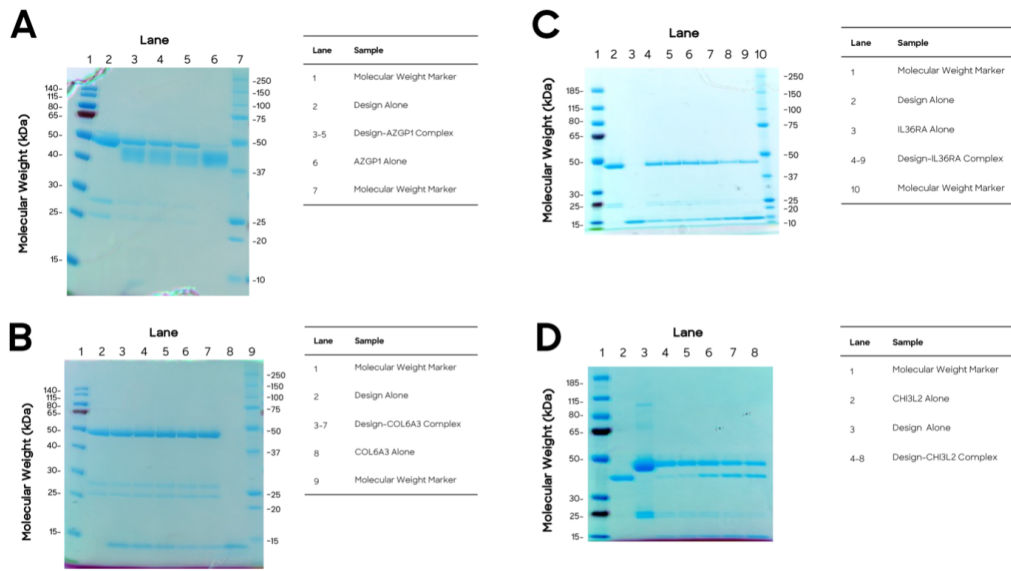 A
Lane
1 2 3 4 5 6 7
Molecular Weight (kDa)
140-
115-
80-
65-
50-
40-
30-
25-
15-
-250
-150
-100
-75
-50
-37
-25
-20
-10
Lane Sample
1 Molecular Weight Marker
2 Design Alone
3-5 Design-AZGP1 Complex
6 AZGP1 Alone
7 Molecular Weight Marker
B
Lane
1 2 3 4 5 6 7 8 9
Molecular Weight (kDa)
140-
115-
80-
65-
50-
40-
30-
25-
15-
-250
-150
-100
-75
-50
-37
-25
-20
-15
Lane Sample
1 Molecular Weight Marker
2 Design Alone
3-7 Design-COL6A3 Complex
8 COL6A3 Alone
9 Molecular Weight Marker
C
Lane
1 2 3 4 5 6 7 8 9 10
Molecular Weight (kDa)
185-
115-
80-
65-
50-
30-
25-
15-
-250
-150
-100
-75
-50
-37
-25
-20
-10
Lane Sample
1 Molecular Weight Marker
2 Design Alone
3 IL36RA Alone
4-9 Design-IL36RA Complex
10 Molecular Weight Marker
D
Lane
1 2 3 4 5 6 7 8
Molecular Weight (kDa)
185-
115-
80-
65-
50-
30-
25-
15-
Lane Sample
1 Molecular Weight Marker
2 CHI3L2 Alone
3 Design Alone
4-8 Design-CHI3L2 Complex